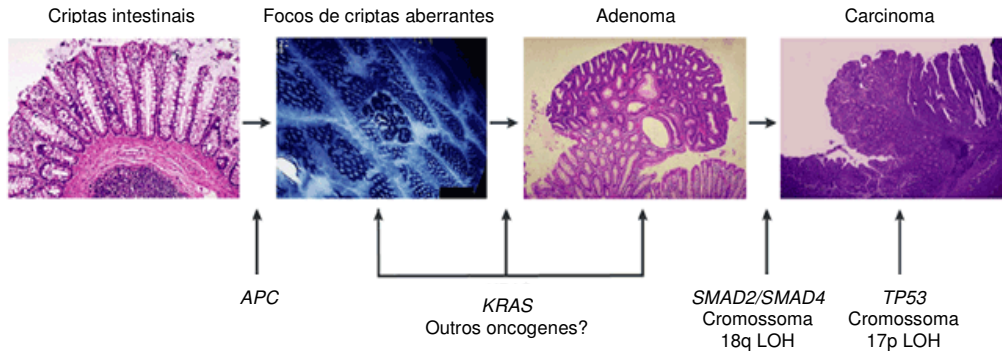 Criptas intestinais
Focos de criptas aberrantes
Adenoma
Carcinoma
APC
KRAS
Outros oncogenes?
SMAD2/SMAD4
Cromossoma
18q LOH
TP53
Cromossoma
17p LOH